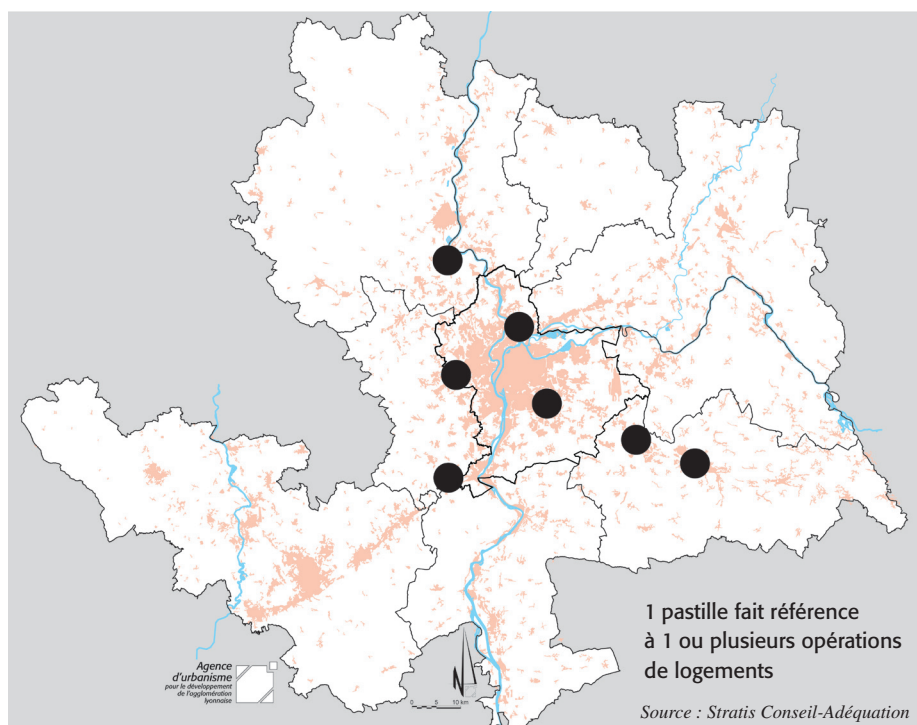 1 pastille fait référence
à 1 ou plusieurs opérations
de logements
Agence
d'urbanisme
pour le développement
de l'agglomération
lyonnaise
N
0 5 10 km
Source : Stratis Conseil-Adéquation